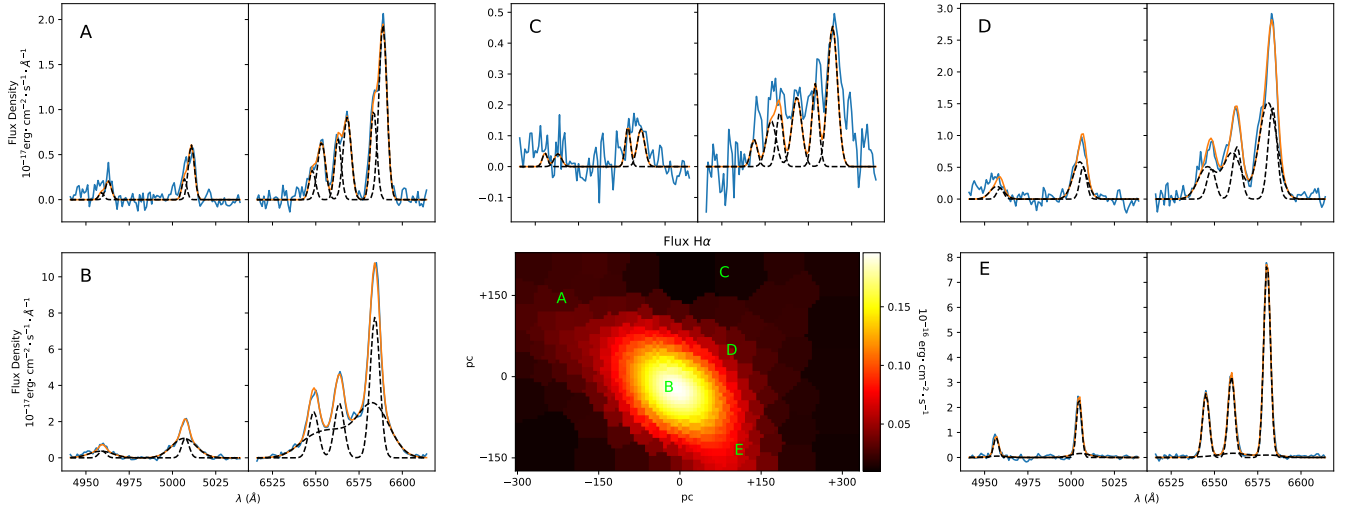 A
Flux Density
10⁻¹⁷erg·cm⁻²·s⁻¹·Å⁻¹
2.0
1.5
1.0
0.5
0.0
C
0.5
0.4
0.3
0.2
0.1
0.0
−0.1
D
3.0
2.5
2.0
1.5
1.0
0.5
0.0
B
Flux Density
10⁻¹⁷erg·cm⁻²·s⁻¹·Å⁻¹
10
8
6
4
2
0
4950 4975 5000 5025 6525 6550 6575 6600
λ (Å)
Flux Hα
pc
+150
0
−150
A
C
D
B
E
−300 −150 0 +150 +300
pc
0.15
0.10
0.05
10⁻¹⁶ erg·cm⁻²·s⁻¹
E
8
7
6
5
4
3
2
1
0
4950 4975 5000 5025 6525 6550 6575 6600
λ (Å)